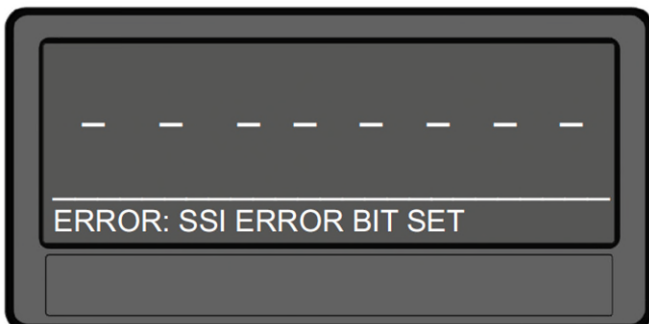 – – – – – – – –
ERROR: SSI ERROR BIT SET